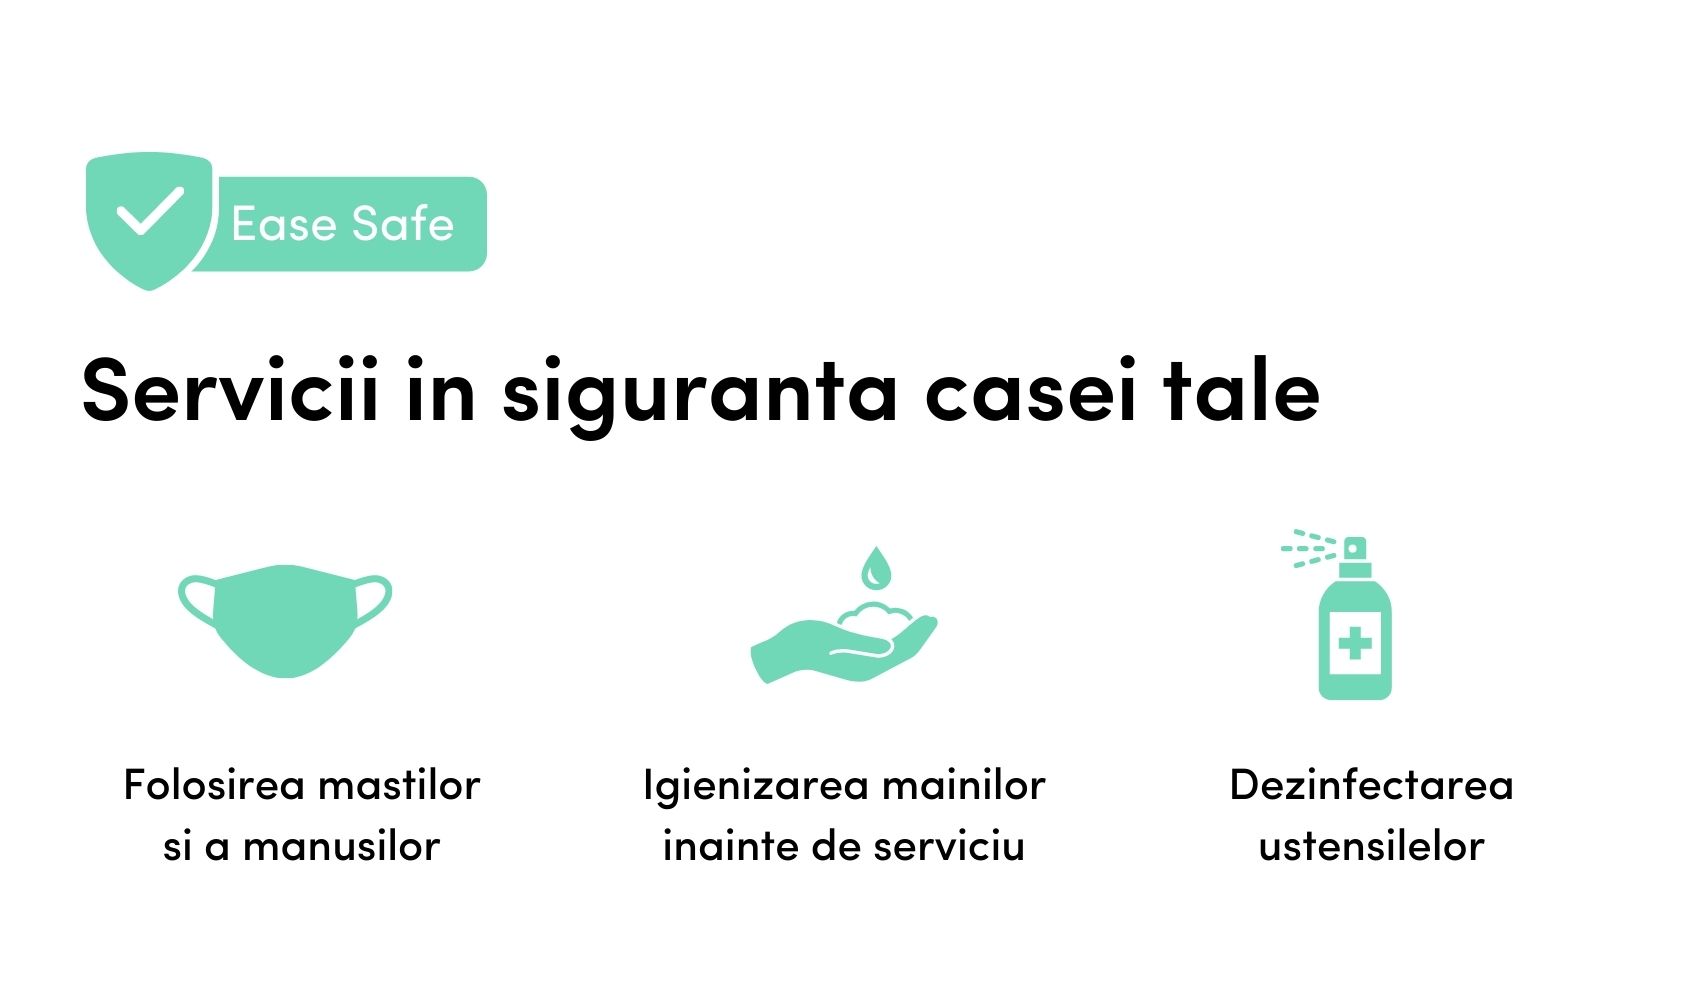 Ease Safe
Servicii in siguranta casei tale
Folosirea mastilor
si a manusilor
Igienizarea mainilor
inainte de serviciu
Dezinfectarea
ustensilelor